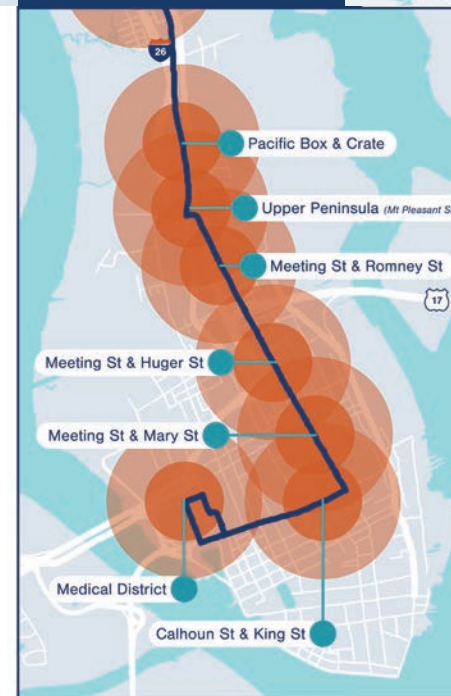 26
Pacific Box & Crate
Upper Peninsula (Mt Pleasant S
Meeting St & Romney St
17
Meeting St & Huger St
Meeting St & Mary St
Medical District
Calhoun St & King St